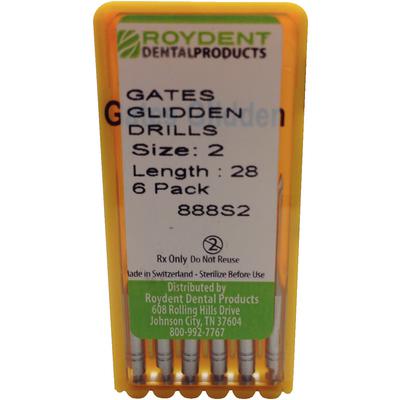 ROYDENT
DENTALPRODUCTS
GATES
GLIDDEN
DRILLS
Size: 2
Length : 28
6 Pack
888S2
2
Rx Only Do Not Reuse
Made in Switzerland - Sterilize Before Use
Distributed by
Roydent Dental Products
608 Rolling Hills Drive
Johnson City, TN 37604
800-992-7767